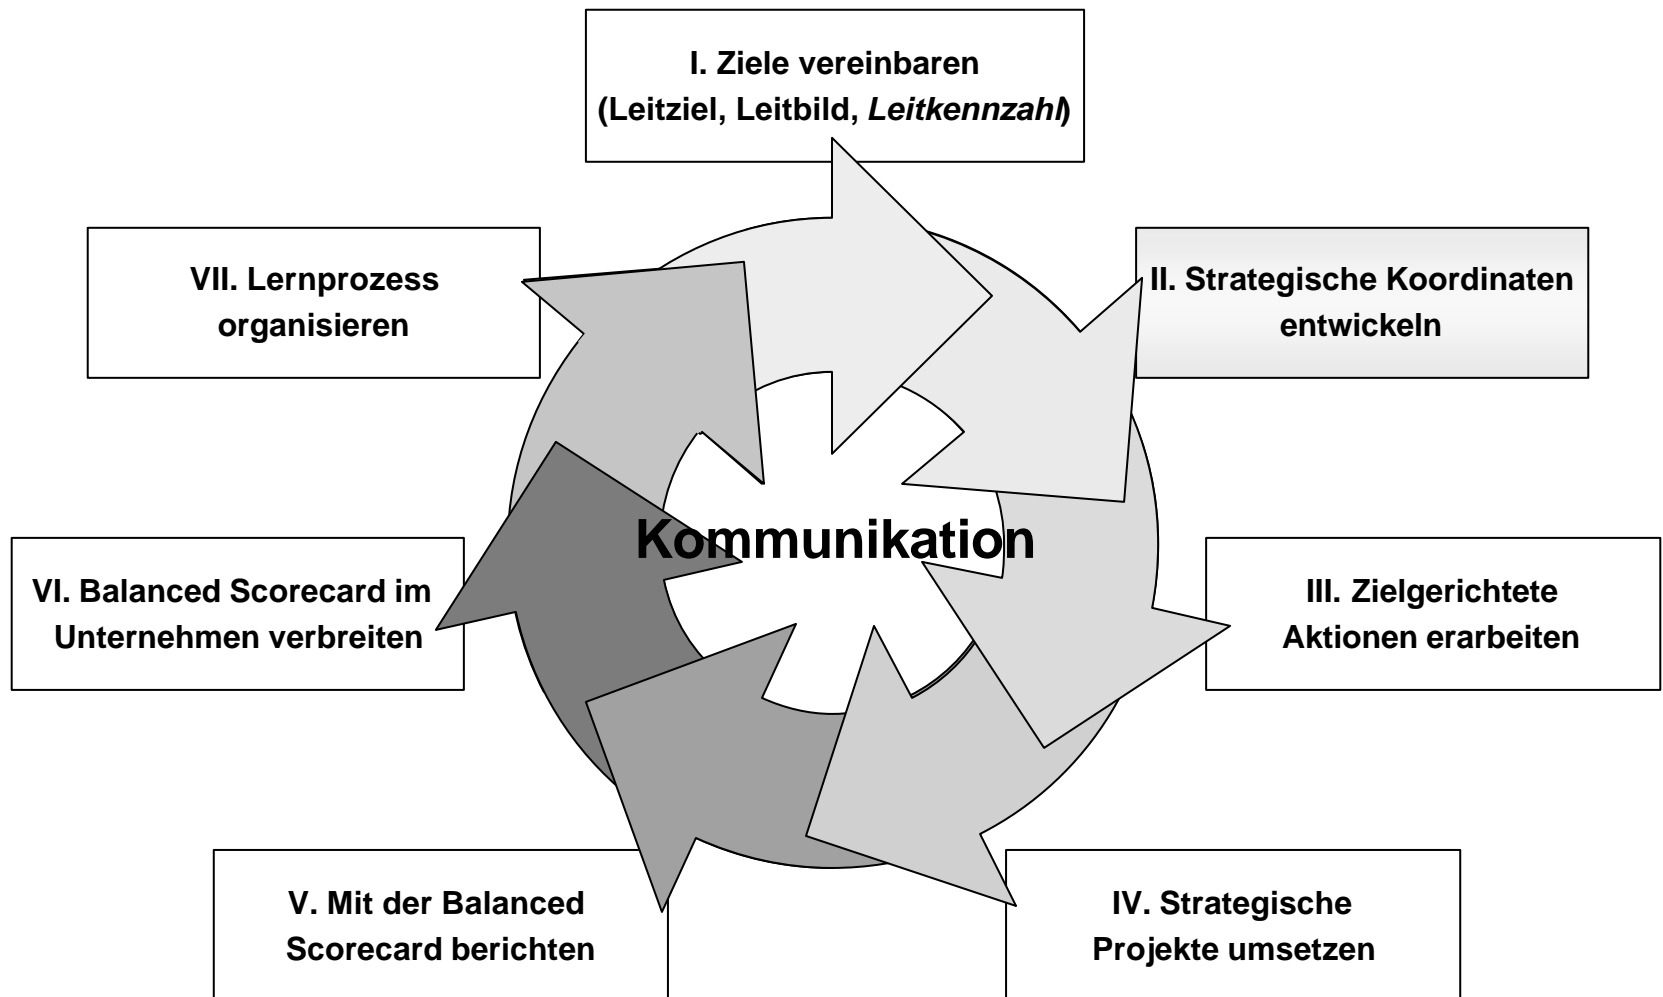 I. Ziele vereinbaren
(Leitziel, Leitbild, Leitkennzahl)
II. Strategische Koordinaten
entwickeln
III. Zielgerichtete
Aktionen erarbeiten
IV. Strategische
Projekte umsetzen
V. Mit der Balanced
Scorecard berichten
VI. Balanced Scorecard im
Unternehmen verbreiten
VII. Lernprozess
organisieren
Kommunikation